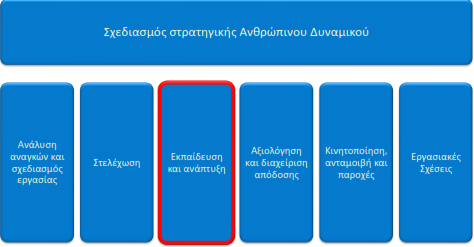 Σχεδιασμός στρατηγικής Ανθρώπινου Δυναμικού
Ανάλυση
αναγκών και
σχεδιασμός
εργασίας
Στελέχωση
Εκπαίδευση
και ανάπτυξη
Αξιολόγηση
και διαχείριση
απόδοσης
Κινητοποίηση,
ανταμοιβή και
παροχές
Εργασιακές
Σχέσεις